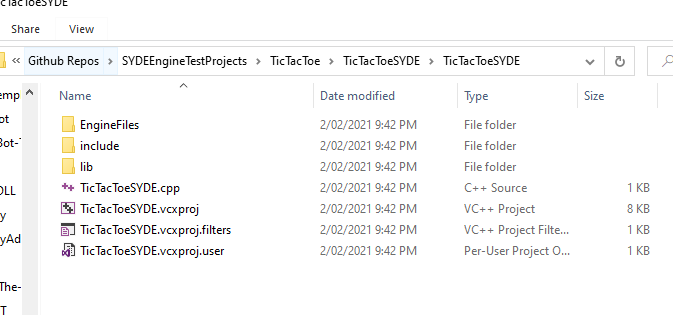 TicTacToeSYDE
Share View
« Github Repos > SYDEEngineTestProjects > TicTacToe > TicTacToeSYDE > TicTacToeSYDE
Name Date modified Type Size
EngineFiles 2/02/2021 9:42 PM File folder
include 2/02/2021 9:42 PM File folder
lib 2/02/2021 9:42 PM File folder
TicTacToeSYDE.cpp 2/02/2021 9:42 PM C++ Source 1 KB
TicTacToeSYDE.vcxproj 2/02/2021 9:42 PM VC++ Project 8 KB
TicTacToeSYDE.vcxproj.filters 2/02/2021 9:42 PM VC++ Project Filte... 1 KB
TicTacToeSYDE.vcxproj.user 2/02/2021 9:42 PM Per-User Project O... 1 KB
emp
ot
Bot-
OLL
y
yAd
The-
T